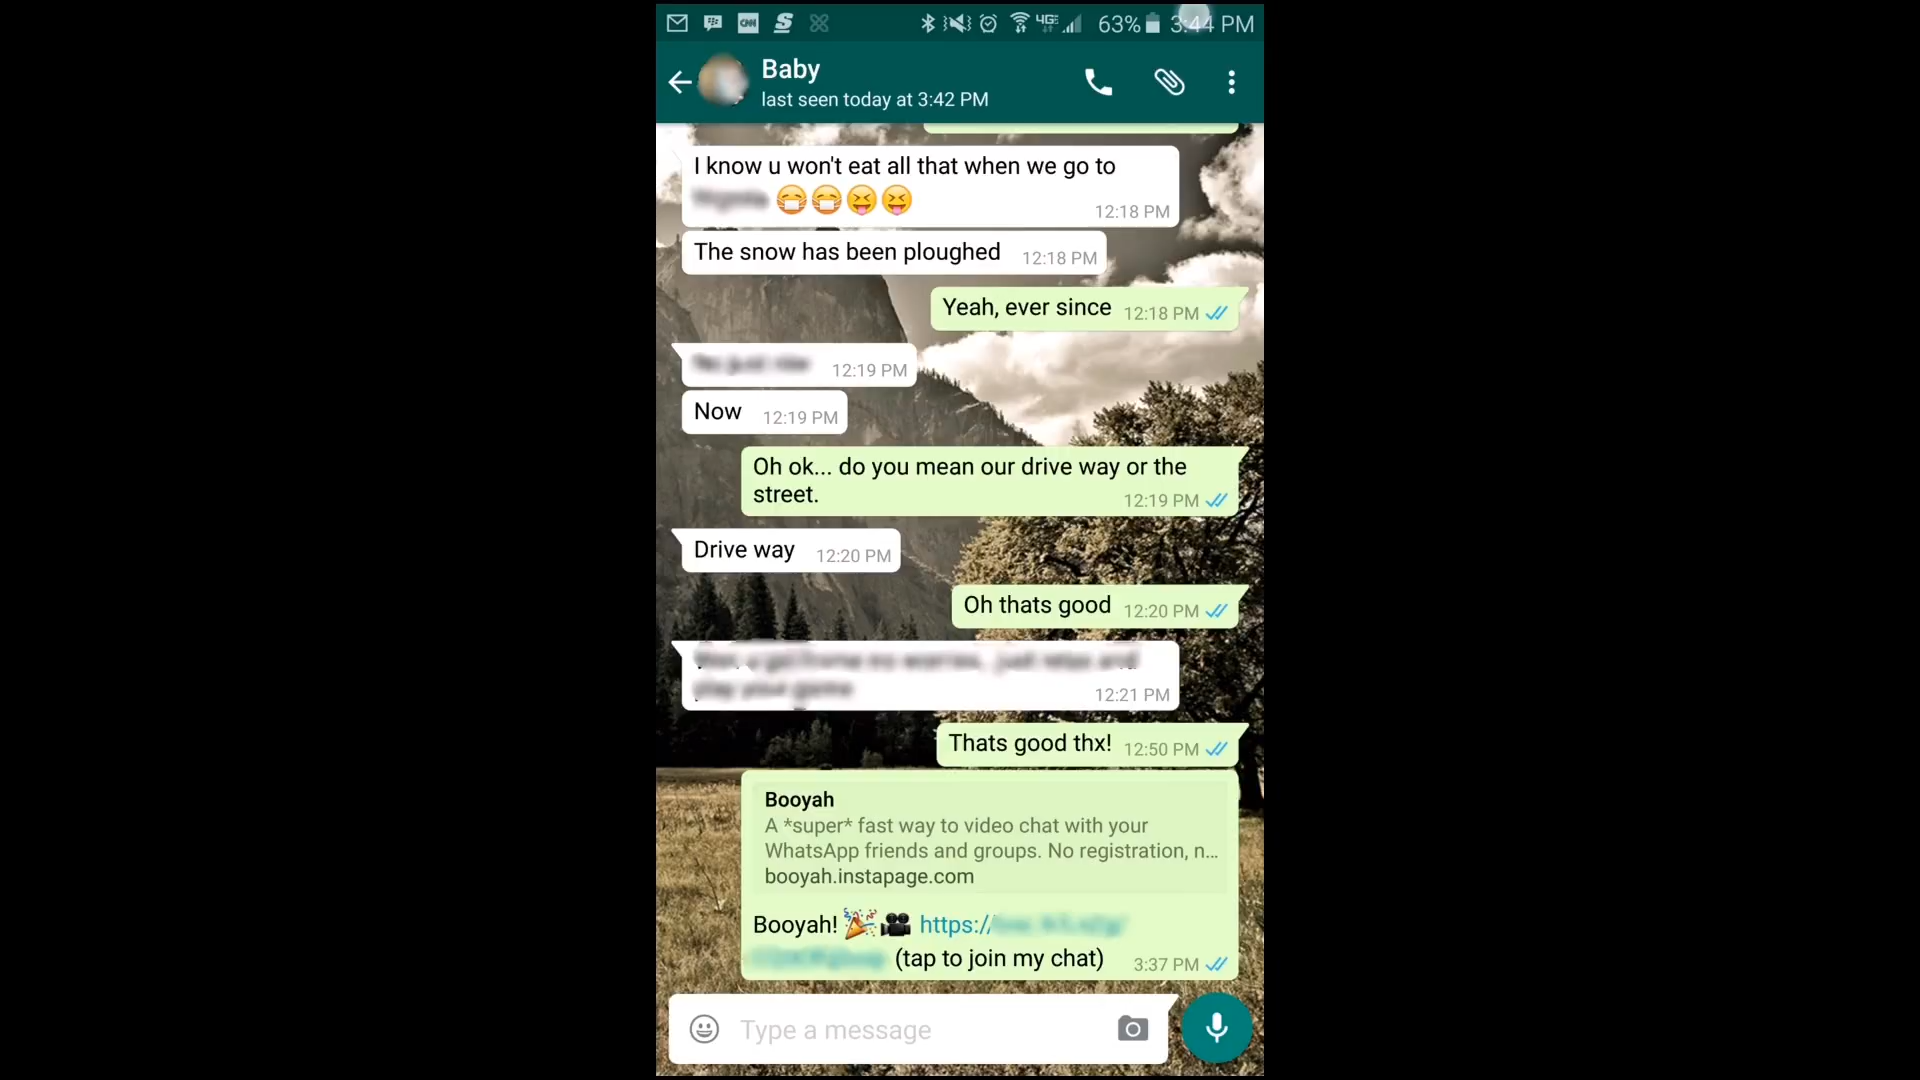 CNN
4G
63%
3:44 PM
Baby
last seen today at 3:42 PM
I know u won't eat all that when we go to
😷😷😝😝
12:18 PM
The snow has been ploughed 12:18 PM
Yeah, ever since 12:18 PM
12:19 PM
Now 12:19 PM
Oh ok... do you mean our drive way or the
street. 12:19 PM
Drive way 12:20 PM
Oh thats good 12:20 PM
12:21 PM
Thats good thx! 12:50 PM
Booyah
A *super* fast way to video chat with your
WhatsApp friends and groups. No registration, n...
booyah.instapage.com
Booyah! 🎉🎥 https:/
(tap to join my chat) 3:37 PM
Type a message